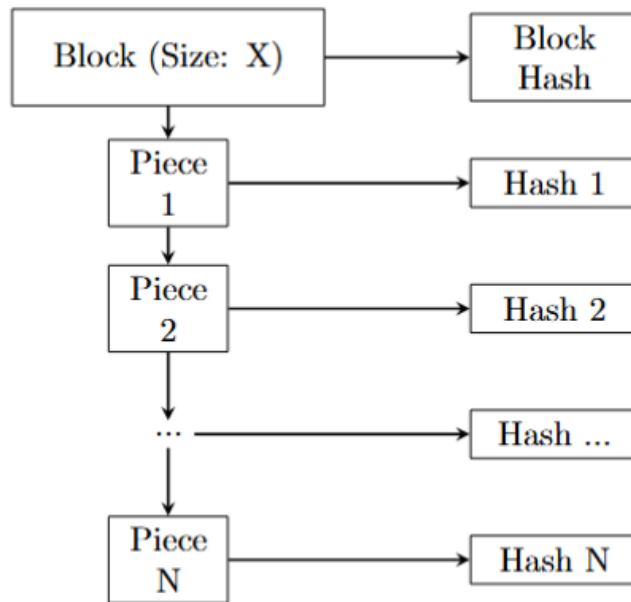 Block (Size: X)
Block
Hash
Piece
1
Hash 1
Piece
2
Hash 2
...
Hash ...
Piece
N
Hash N